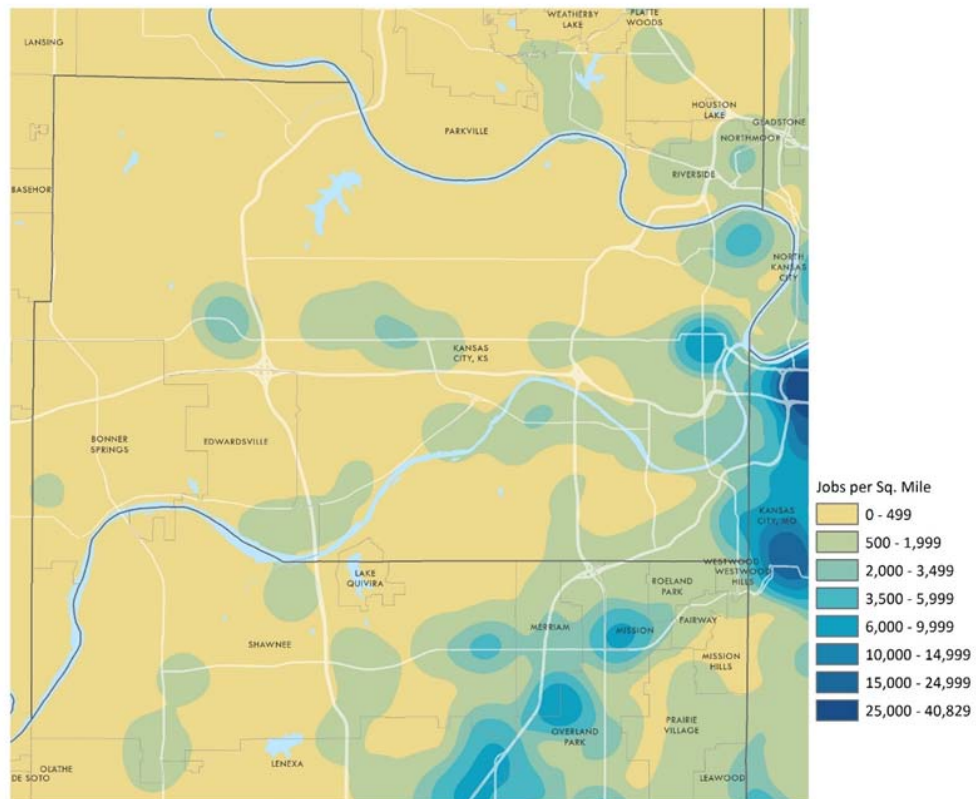 WEATHERBY
LAKE
PLATTE
WOODS
LANSING
HOUSTON
LAKE
GLADSTONE
PARKVILLE
NORTHMOOR
RIVERSIDE
BASEHOR
NORTH
KANSAS
CITY
KANSAS
CITY, KS
BONNER
SPRINGS
EDWARDSVILLE
Jobs per Sq. Mile
0 - 499
500 - 1,999
2,000 - 3,499
3,500 - 5,999
6,000 - 9,999
10,000 - 14,999
15,000 - 24,999
25,000 - 40,829
KANSAS
CITY, MO
WESTWOOD
WESTWOOD
HILLS
LAKE
QUIVIRA
ROELAND
PARK
FAIRWAY
MERRIAM
MISSION
SHAWNEE
MISSION
HILLS
PRAIRIE
VILLAGE
OVERLAND
PARK
LENEXA
OLATHE
DE SOTO
LEAWOOD